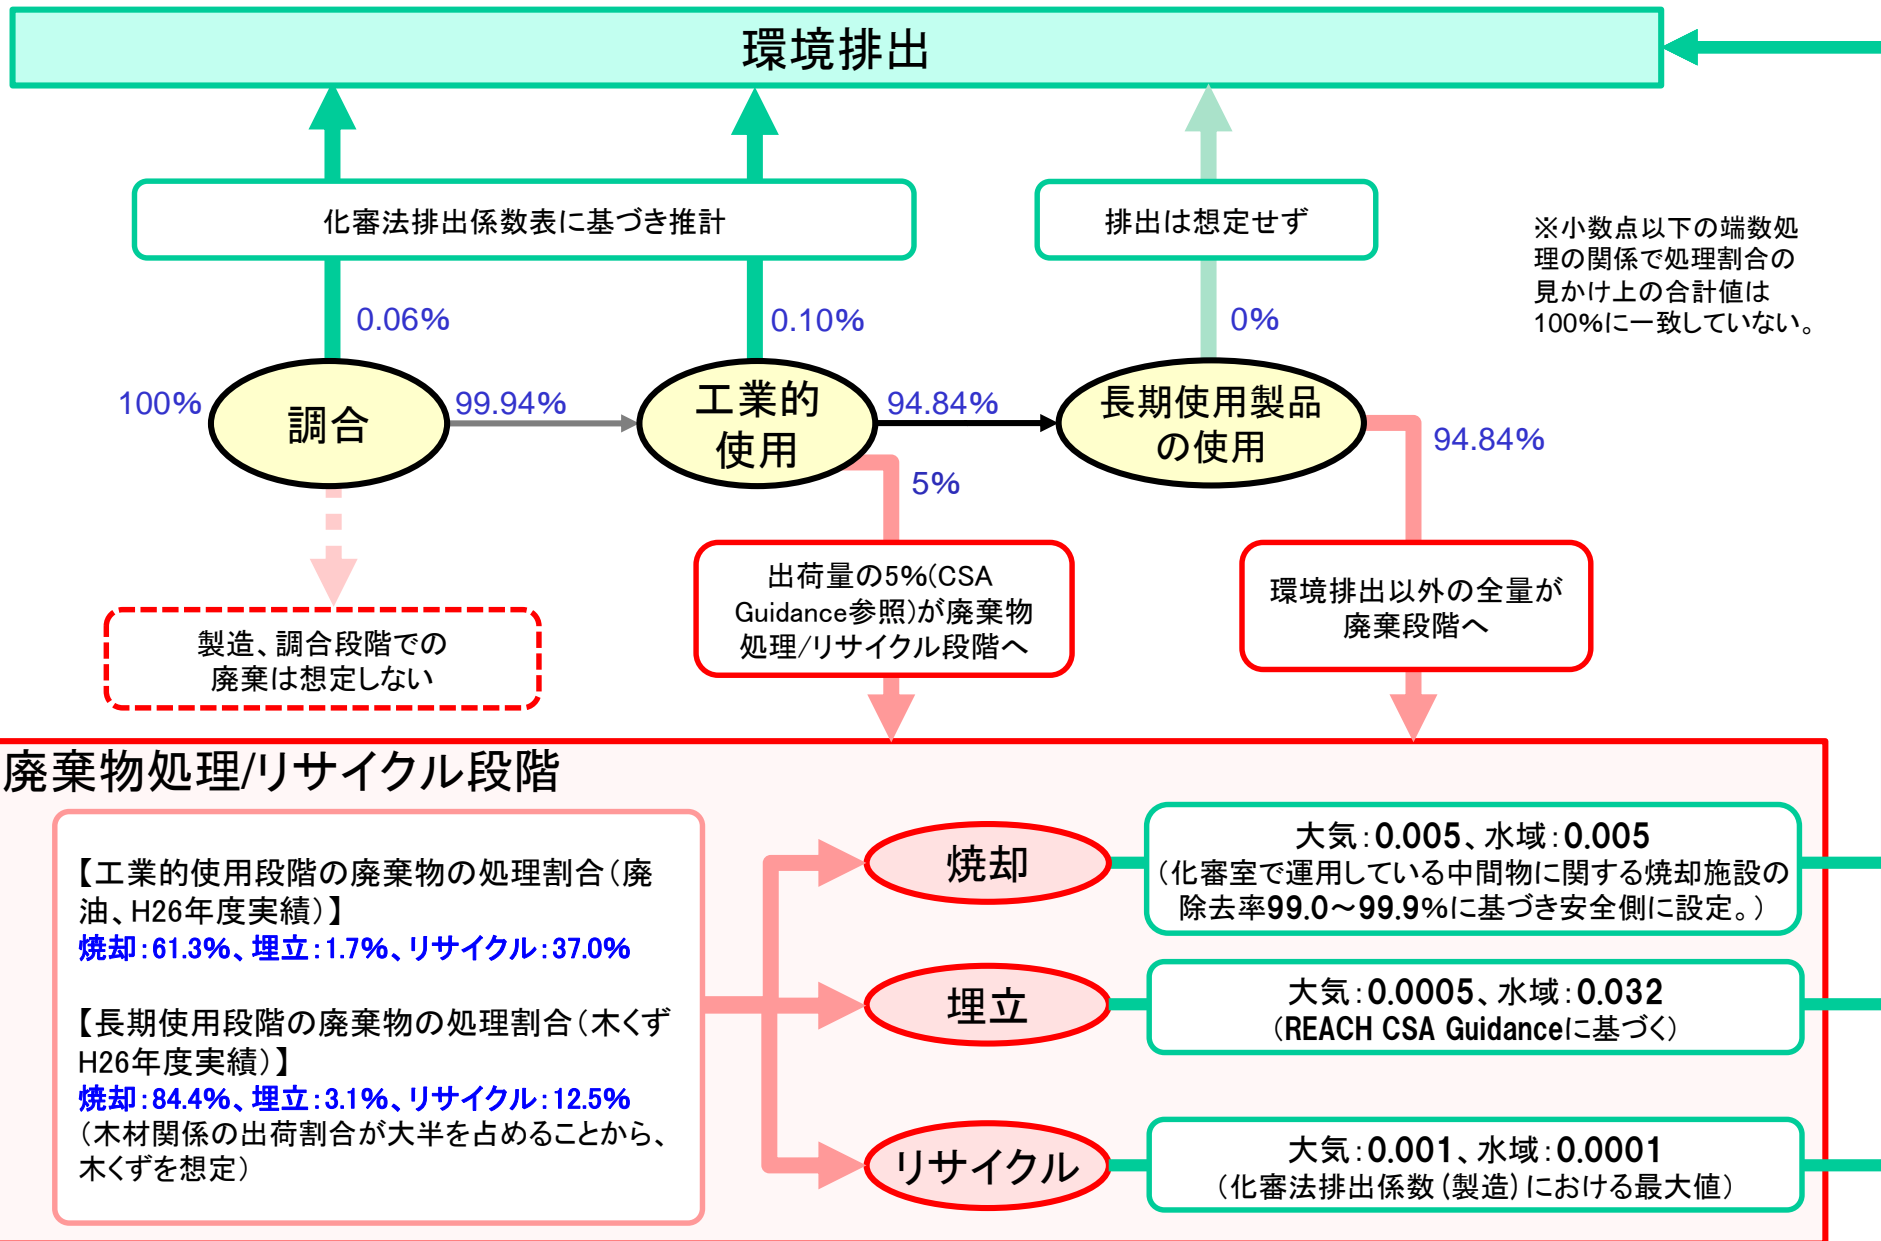 環境排出
化審法排出係数表に基づき推計
排出は想定せず
※小数点以下の端数処
理の関係で処理割合の
見かけ上の合計値は
100%に一致していない。
0.06%
0.10%
0%
100%
調合
99.94%
工業的
使用
94.84%
長期使用製品
の使用
94.84%
5%
製造、調合段階での
廃棄は想定しない
出荷量の5%(CSA
Guidance参照)が廃棄物
処理/リサイクル段階へ
環境排出以外の全量が
廃棄段階へ
廃棄物処理/リサイクル段階
【工業的使用段階の廃棄物の処理割合(廃
油、H26年度実績)】
焼却:61.3%、埋立:1.7%、リサイクル:37.0%
【長期使用段階の廃棄物の処理割合(木くず
H26年度実績)】
焼却:84.4%、埋立:3.1%、リサイクル:12.5%
(木材関係の出荷割合が大半を占めることから、
木くずを想定)
焼却
大気:0.005、水域:0.005
(化審室で運用している中間物に関する焼却施設の
除去率99.0~99.9%に基づき安全側に設定。)
埋立
大気:0.0005、水域:0.032
(REACH CSA Guidanceに基づく)
リサイクル
大気:0.001、水域:0.0001
(化審法排出係数(製造)における最大値)